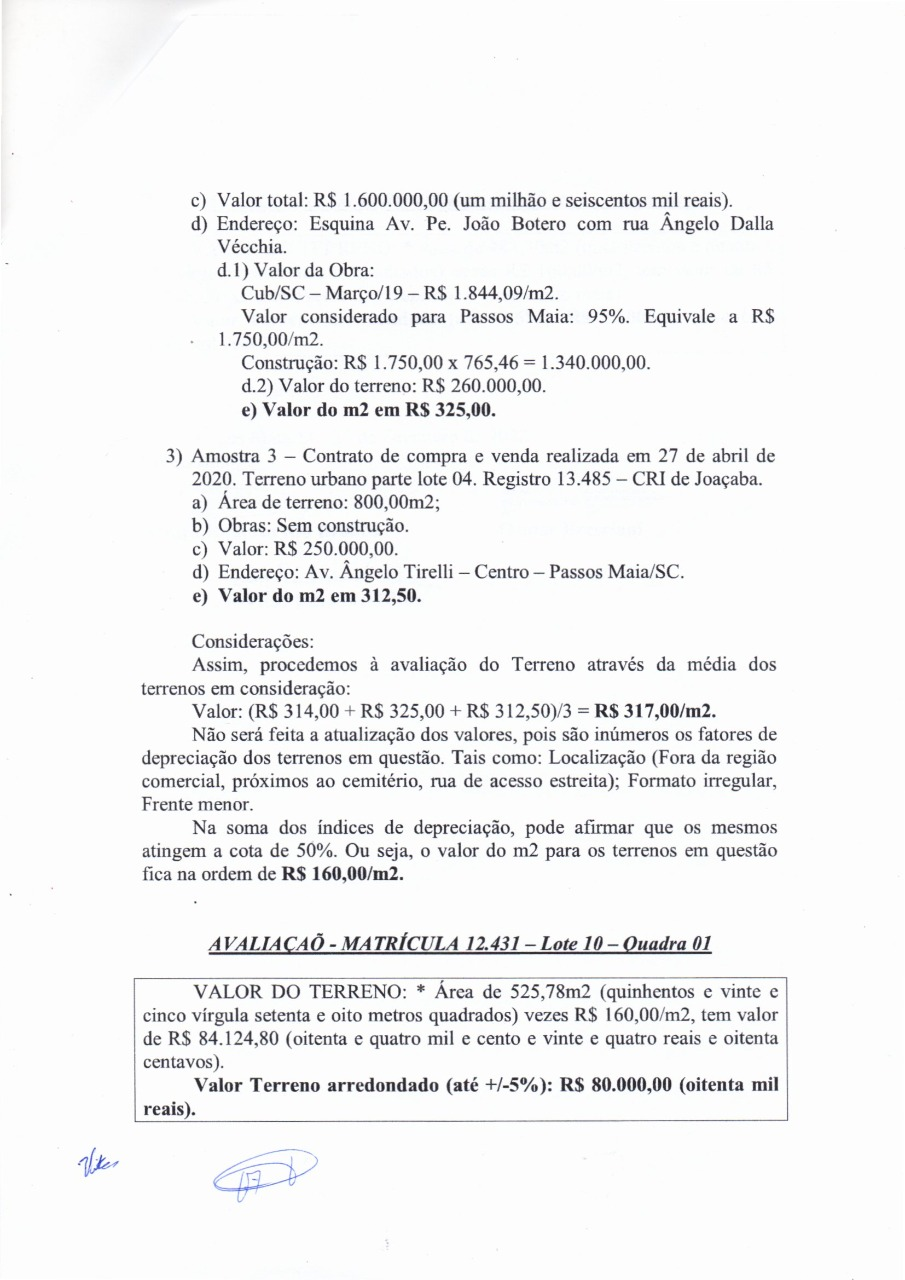 c) Valor total: R$ 1.600.000,00 (um milhão e seiscentos mil reais).
d) Endereço: Esquina Av. Pe. João Botero com rua Ângelo Dalla
Vécchia.
d.1) Valor da Obra:
Cub/SC – Março/19 – R$ 1.844,09/m2.
Valor considerado para Passos Maia: 95%. Equivale a R$
1.750,00/m2.
Construção: R$ 1.750,00 x 765,46 = 1.340.000,00.
d.2) Valor do terreno: R$ 260.000,00.
e) Valor do m2 em R$ 325,00.
3) Amostra 3 – Contrato de compra e venda realizada em 27 de abril de
2020. Terreno urbano parte lote 04. Registro 13.485 – CRI de Joaçaba.
a) Área de terreno: 800,00m2;
b) Obras: Sem construção.
c) Valor: R$ 250.000,00.
d) Endereço: Av. Ângelo Tirelli – Centro – Passos Maia/SC.
e) Valor do m2 em 312,50.
Considerações:
Assim, procedemos à avaliação do Terreno através da média dos
terrenos em consideração:
Valor: (R$ 314,00 + R$ 325,00 + R$ 312,50)/3 = R$ 317,00/m2.
Não será feita a atualização dos valores, pois são inúmeros os fatores de
depreciação dos terrenos em questão. Tais como: Localização (Fora da região
comercial, próximos ao cemitério, rua de acesso estreita); Formato irregular,
Frente menor.
Na soma dos índices de depreciação, pode afirmar que os mesmos
atingem a cota de 50%. Ou seja, o valor do m2 para os terrenos em questão
fica na ordem de R$ 160,00/m2.
AVALIAÇAÕ - MATRÍCULA 12.431 – Lote 10 – Quadra 01
VALOR DO TERRENO: * Área de 525,78m2 (quinhentos e vinte e
cinco vírgula setenta e oito metros quadrados) vezes R$ 160,00/m2, tem valor
de R$ 84.124,80 (oitenta e quatro mil e cento e vinte e quatro reais e oitenta
centavos).
Valor Terreno arredondado (até +/-5%): R$ 80.000,00 (oitenta mil
reais).